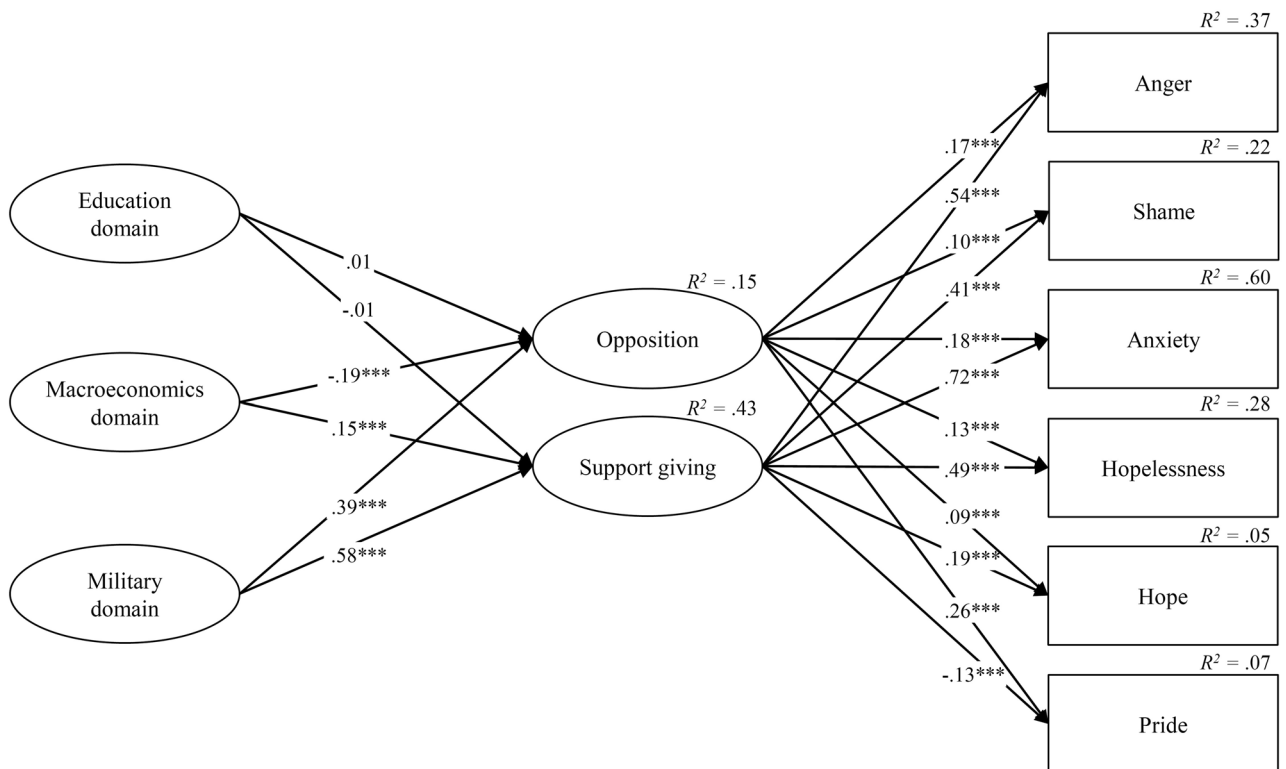 R² = .37
Anger
.17***
R² = .22
.54***
Education
domain
Shame
.10***
.01
R² = .15
R² = .60
.41***
-.01
Opposition
.18***
Anxiety
-.19***
.72***
Macroeconomics
domain
R² = .43
R² = .28
.15***
.13***
Support giving
.49***
Hopelessness
.39***
.09***
R² = .05
.58***
.19***
Military
domain
Hope
.26***
R² = .07
-.13***
Pride